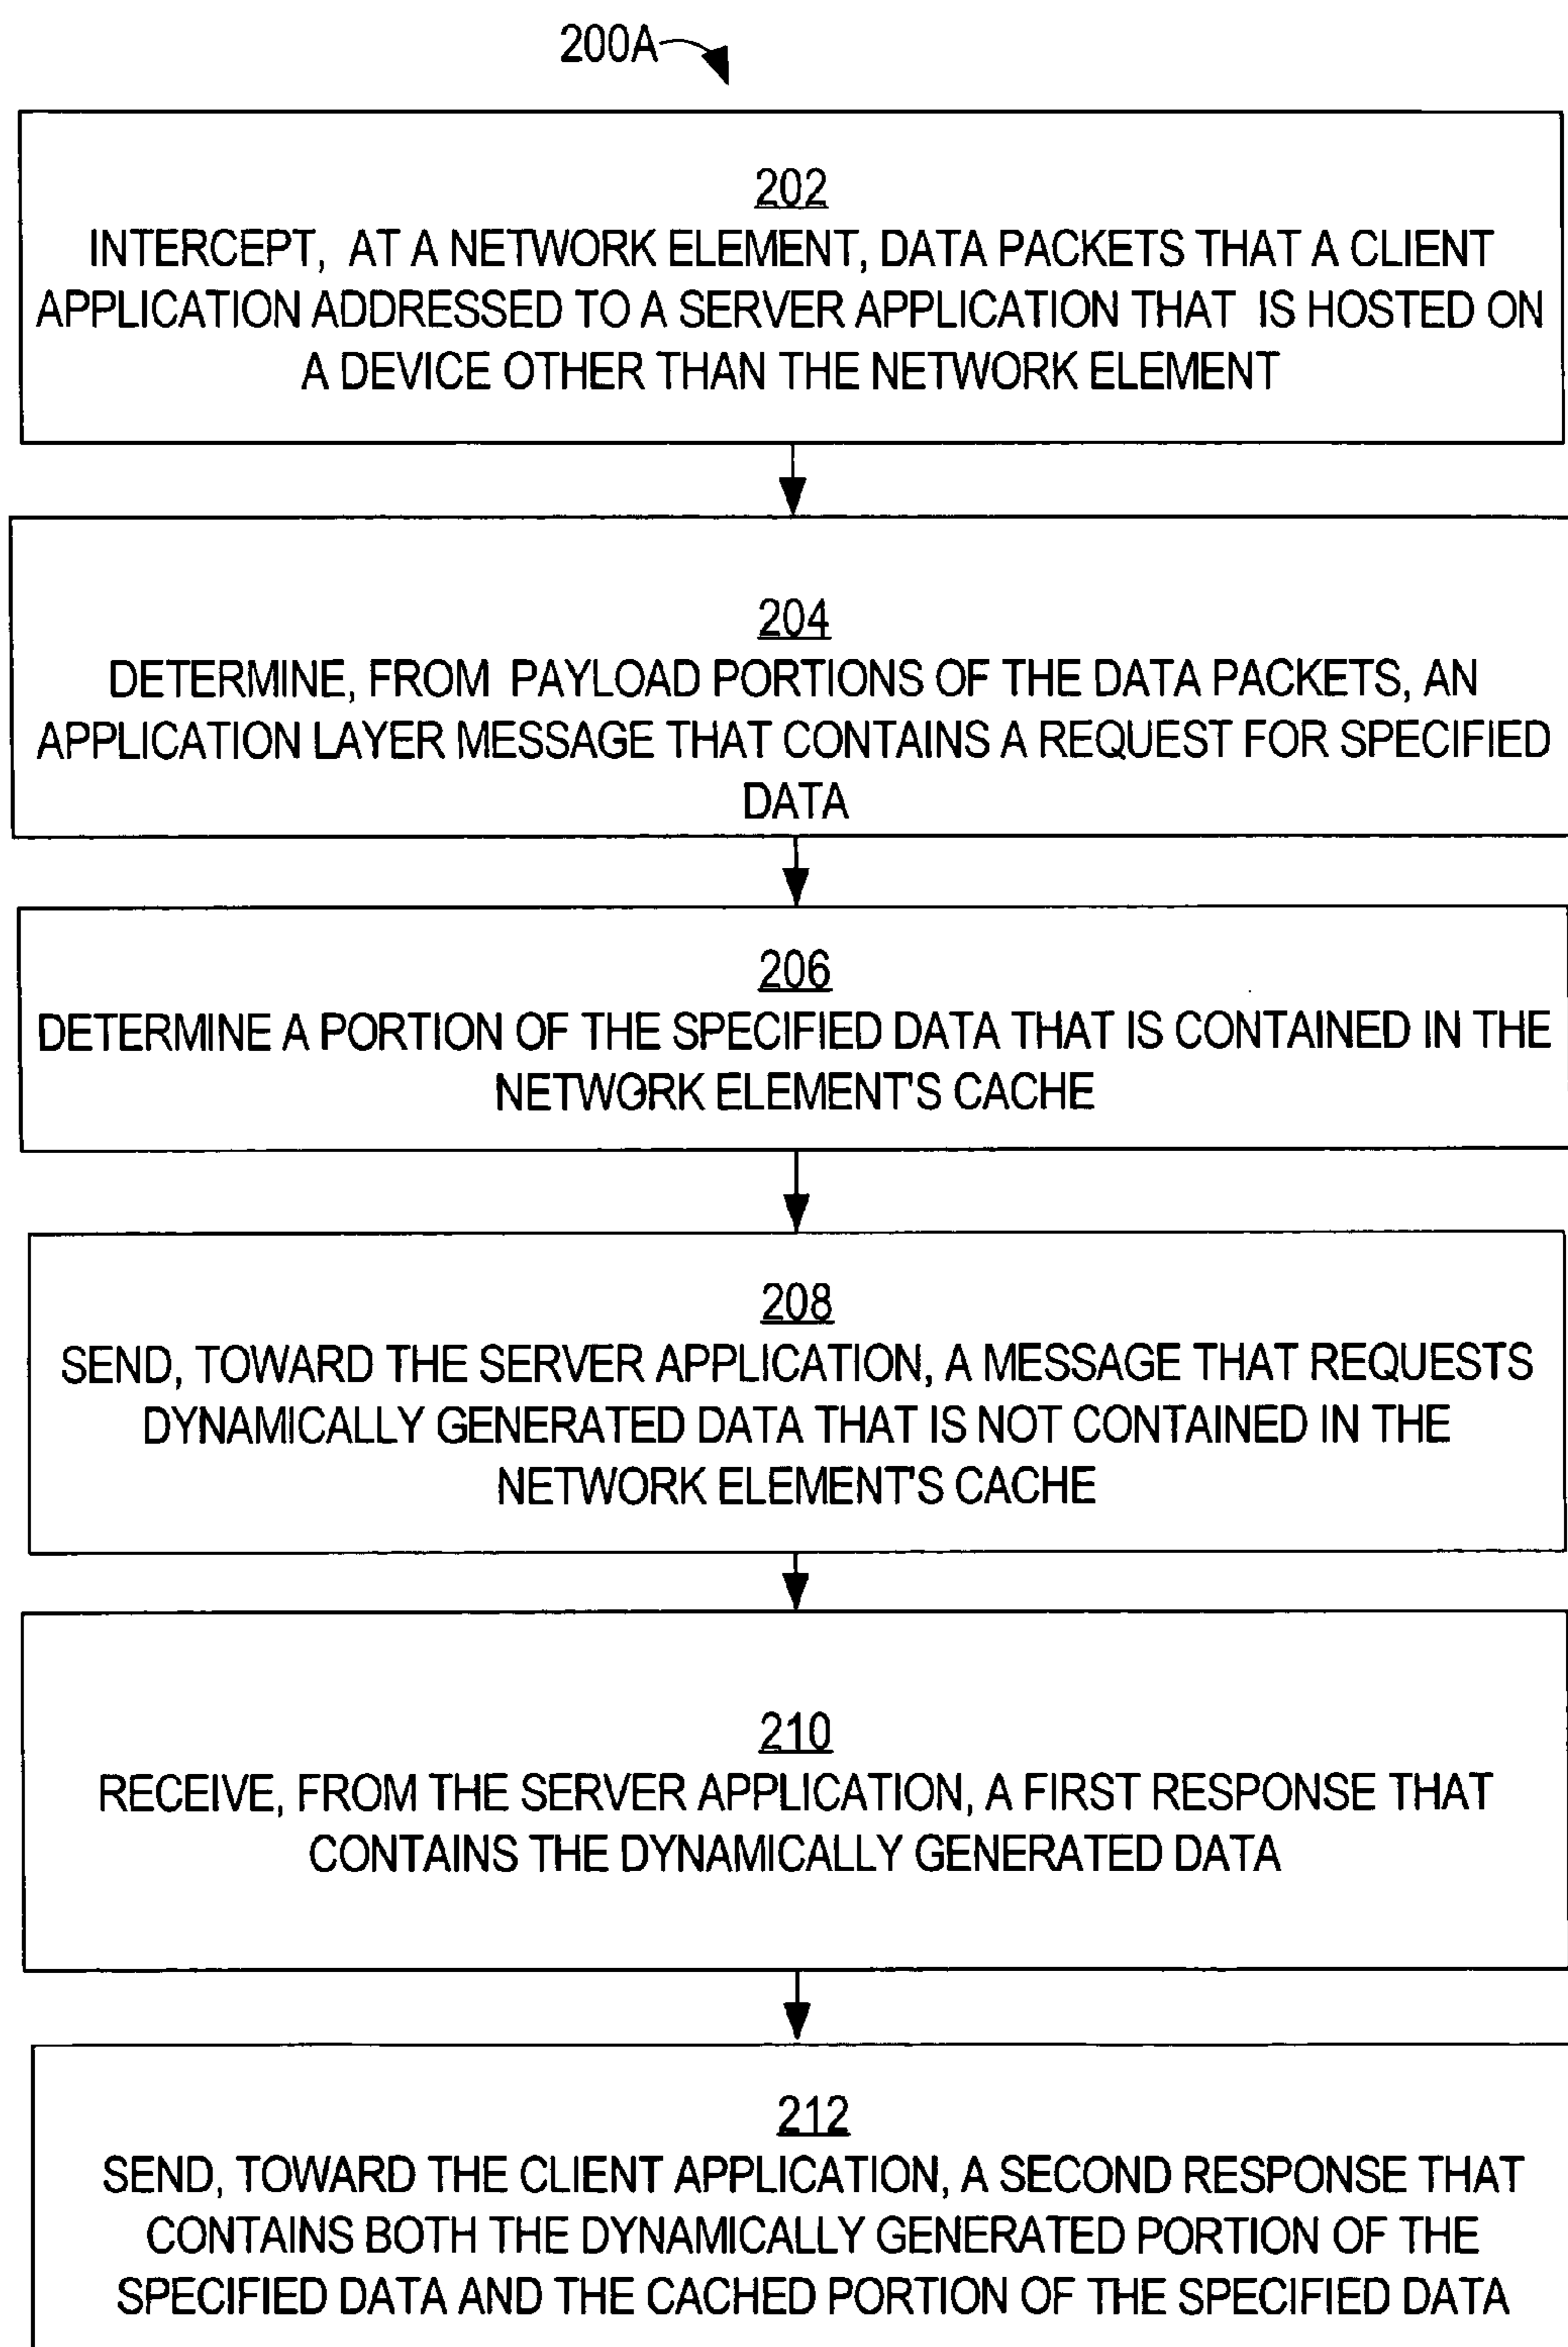 200A
202
INTERCEPT, AT A NETWORK ELEMENT, DATA PACKETS THAT A CLIENT
APPLICATION ADDRESSED TO A SERVER APPLICATION THAT IS HOSTED ON
A DEVICE OTHER THAN THE NETWORK ELEMENT
204
DETERMINE, FROM PAYLOAD PORTIONS OF THE DATA PACKETS, AN
APPLICATION LAYER MESSAGE THAT CONTAINS A REQUEST FOR SPECIFIED
DATA
206
DETERMINE A PORTION OF THE SPECIFIED DATA THAT IS CONTAINED IN THE
NETWORK ELEMENT'S CACHE
208
SEND, TOWARD THE SERVER APPLICATION, A MESSAGE THAT REQUESTS
DYNAMICALLY GENERATED DATA THAT IS NOT CONTAINED IN THE
NETWORK ELEMENT'S CACHE
210
RECEIVE, FROM THE SERVER APPLICATION, A FIRST RESPONSE THAT
CONTAINS THE DYNAMICALLY GENERATED DATA
212
SEND, TOWARD THE CLIENT APPLICATION, A SECOND RESPONSE THAT
CONTAINS BOTH THE DYNAMICALLY GENERATED PORTION OF THE
SPECIFIED DATA AND THE CACHED PORTION OF THE SPECIFIED DATA